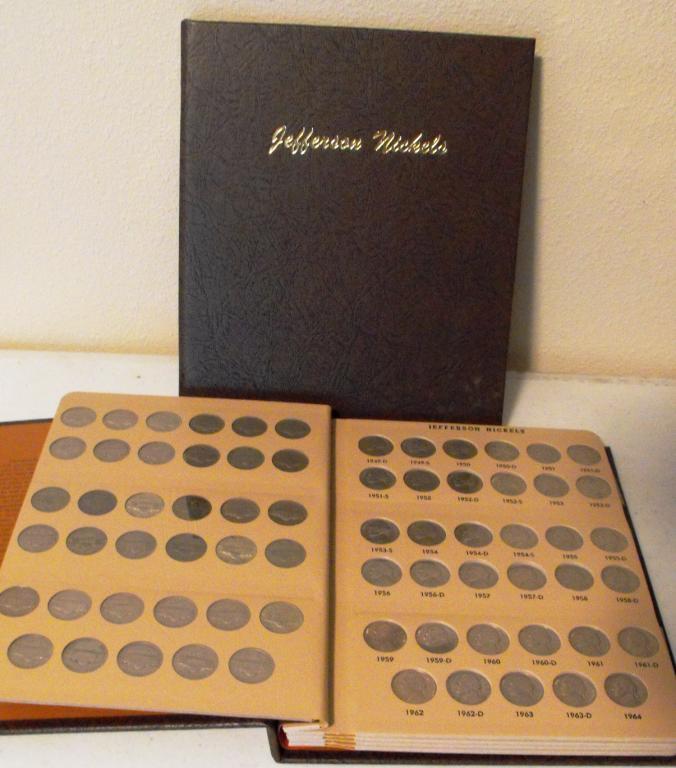 Jefferson Nickels
JEFFERSON NICKELS
1949-D 1949-S 1950 1950-D 1951 1951-D
1951-S 1952 1952-D 1952-S 1953 1953-D
1953-S 1954 1954-D 1954-S 1955 1955-D
1956 1956-D 1957 1957-D 1958 1958-D
1959 1959-D 1960 1960-D 1961 1961-D
1962 1962-D 1963 1963-D 1964